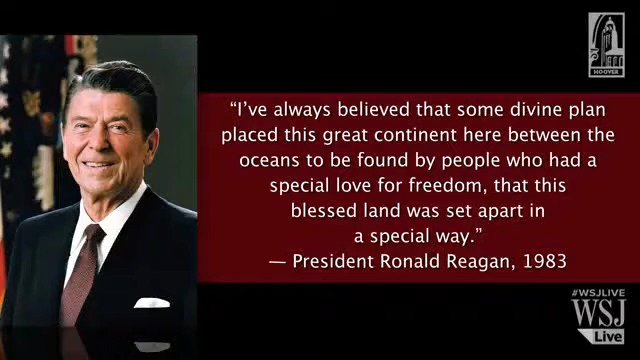 HOOVER
“I’ve always believed that some divine plan
placed this great continent here between the
oceans to be found by people who had a
special love for freedom, that this
blessed land was set apart in
a special way.”
— President Ronald Reagan, 1983
#WSJLIVE
WSJ
Live